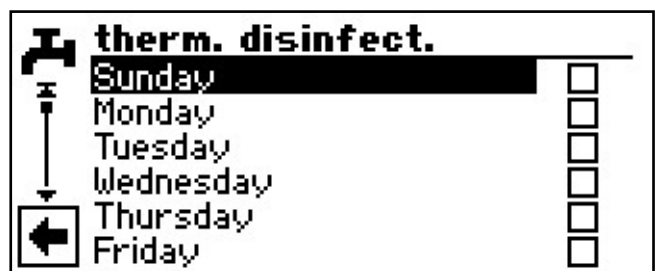 therm. disinfect.
Sunday
Monday
Tuesday
Wednesday
Thursday
Friday